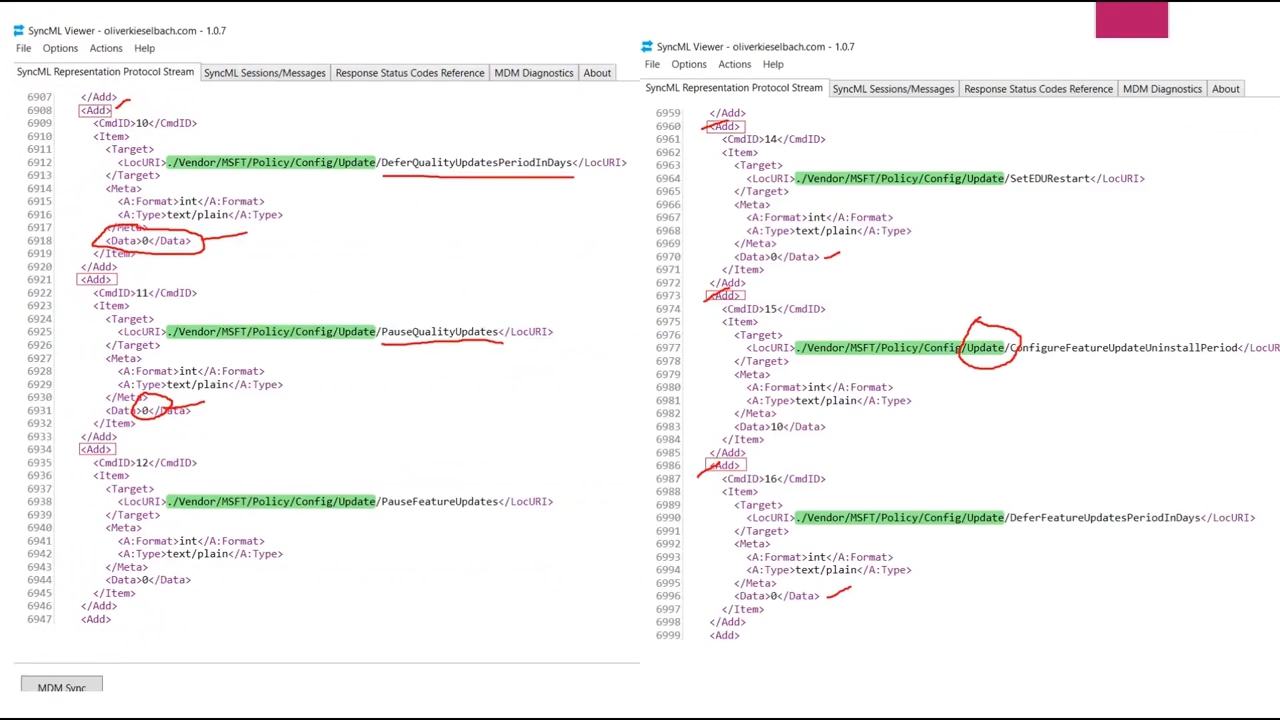 SyncML Viewer - oliverkieselbach.com - 1.0.7
File Options Actions Help
SyncML Representation Protocol Stream SyncML Sessions/Messages Response Status Codes Reference MDM Diagnostics About
6907 </Add>
6908 <Add>
6909 <CmdID>10</CmdID>
6910 <Item>
6911 <Target>
6912 <LocURI>./Vendor/MSFT/Policy/Config/Update/DeferQualityUpdatesPeriodInDays</LocURI>
6913 </Target>
6914 <Meta>
6915 <A:Format>int</A:Format>
6916 <A:Type>text/plain</A:Type>
6917 </Meta>
6918 <Data>0</Data>
6919 </Item>
6920 </Add>
6921 <Add>
6922 <CmdID>11</CmdID>
6923 <Item>
6924 <Target>
6925 <LocURI>./Vendor/MSFT/Policy/Config/Update/PauseQualityUpdates</LocURI>
6926 </Target>
6927 <Meta>
6928 <A:Format>int</A:Format>
6929 <A:Type>text/plain</A:Type>
6930 </Meta>
6931 <Data>0</Data>
6932 </Item>
6933 </Add>
6934 <Add>
6935 <CmdID>12</CmdID>
6936 <Item>
6937 <Target>
6938 <LocURI>./Vendor/MSFT/Policy/Config/Update/PauseFeatureUpdates</LocURI>
6939 </Target>
6940 <Meta>
6941 <A:Format>int</A:Format>
6942 <A:Type>text/plain</A:Type>
6943 </Meta>
6944 <Data>0</Data>
6945 </Item>
6946 </Add>
6947 <Add>
MDM Sync
SyncML Viewer - oliverkieselbach.com - 1.0.7
File Options Actions Help
SyncML Representation Protocol Stream SyncML Sessions/Messages Response Status Codes Reference MDM Diagnostics About
6959 </Add>
6960 <Add>
6961 <CmdID>14</CmdID>
6962 <Item>
6963 <Target>
6964 <LocURI>./Vendor/MSFT/Policy/Config/Update/SetEDURestart</LocURI>
6965 </Target>
6966 <Meta>
6967 <A:Format>int</A:Format>
6968 <A:Type>text/plain</A:Type>
6969 </Meta>
6970 <Data>0</Data>
6971 </Item>
6972 </Add>
6973 <Add>
6974 <CmdID>15</CmdID>
6975 <Item>
6976 <Target>
6977 <LocURI>./Vendor/MSFT/Policy/Config/Update/ConfigureFeatureUpdateUninstallPeriod</LocUR
6978 </Target>
6979 <Meta>
6980 <A:Format>int</A:Format>
6981 <A:Type>text/plain</A:Type>
6982 </Meta>
6983 <Data>10</Data>
6984 </Item>
6985 </Add>
6986 <Add>
6987 <CmdID>16</CmdID>
6988 <Item>
6989 <Target>
6990 <LocURI>./Vendor/MSFT/Policy/Config/Update/DeferFeatureUpdatesPeriodInDays</LocURI>
6991 </Target>
6992 <Meta>
6993 <A:Format>int</A:Format>
6994 <A:Type>text/plain</A:Type>
6995 </Meta>
6996 <Data>0</Data>
6997 </Item>
6998 </Add>
6999 <Add>